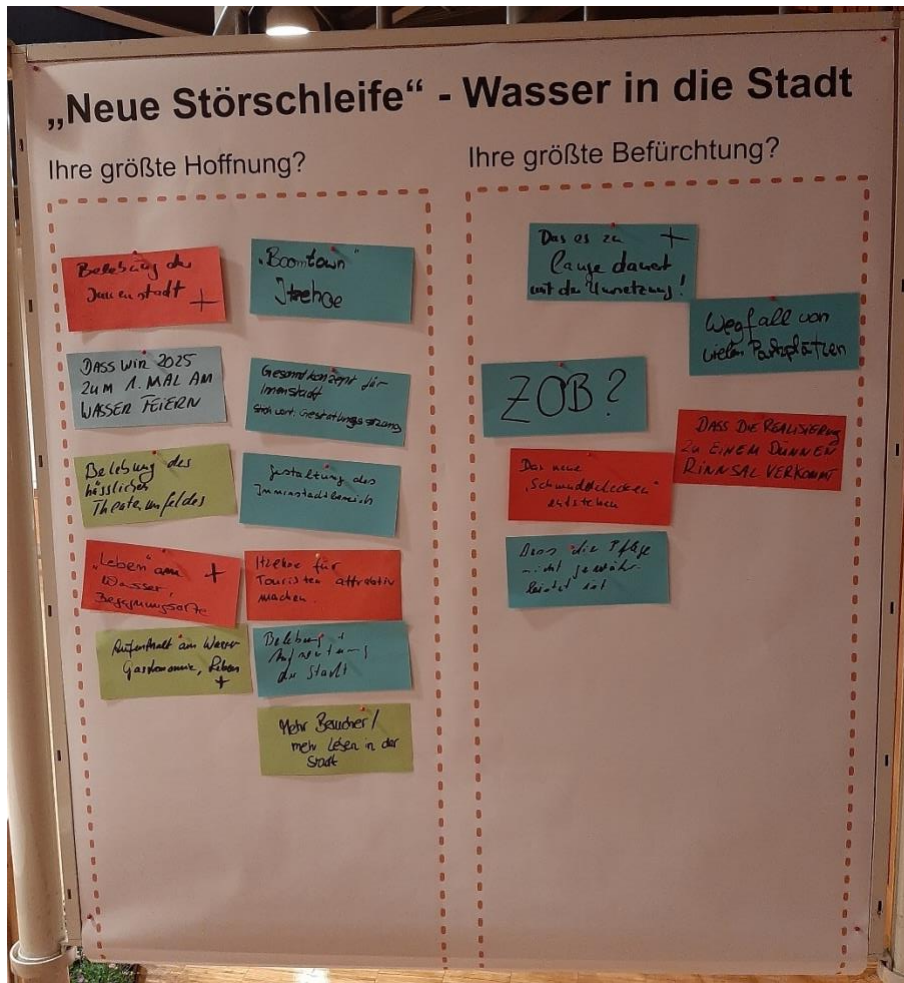 „Neue Störschleife“ - Wasser in die Stadt
Ihre größte Hoffnung?
Belebung der
Innenstadt +
„Boomtown“
Itzehoe
DASS WIR 2025
ZUM 1. MAL AM
WASSER FEIERN
Gesamtkonzept für
Innenstadt
Stichwort: Gestaltungssatzung
Belebung des
hässlichen
Theaterumfeldes
Gestaltung des
Innenstadtbereich
„Leben“ am +
Wasser,
Begegnungsorte
Itzehoe für
Touristen attraktiv
machen.
Aufenthalt am Wasser
Gastronomie, Leben
+
Belebung +
Aufwertung
der Stadt
Mehr Besucher /
mehr Leben in der
Stadt
Ihre größte Befürchtung?
Das es zu +
lange dauert
mit der Umsetzung!
Wegfall von
vielen Parkplätzen
ZOB?
DASS DIE REALISIERUNG
ZU EINEM DÜNNEN
RINNSAL VERKOMMT
Das neue
„Schmuddelecken“
entstehen
Dass die Pflege
nicht gewähr-
leistet ist